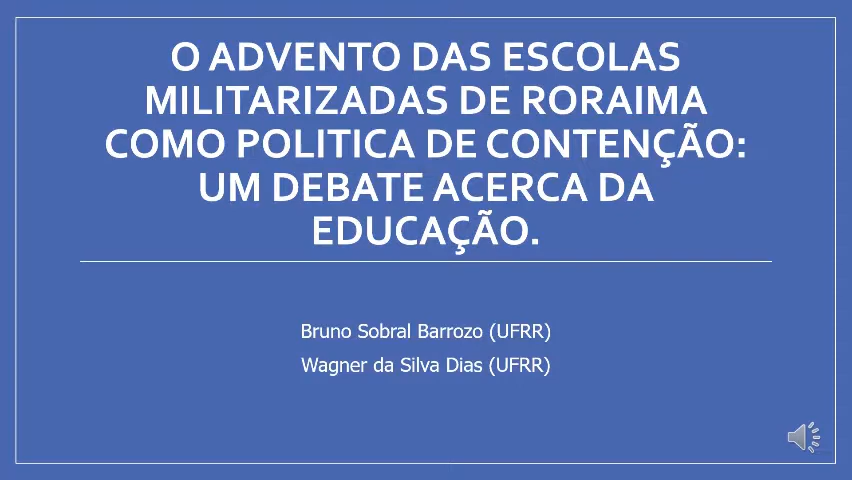 O ADVENTO DAS ESCOLAS
MILITARIZADAS DE RORAIMA
COMO POLITICA DE CONTENÇÃO:
UM DEBATE ACERCA DA
EDUCAÇÃO.
Bruno Sobral Barrozo (UFRR)
Wagner da Silva Dias (UFRR)